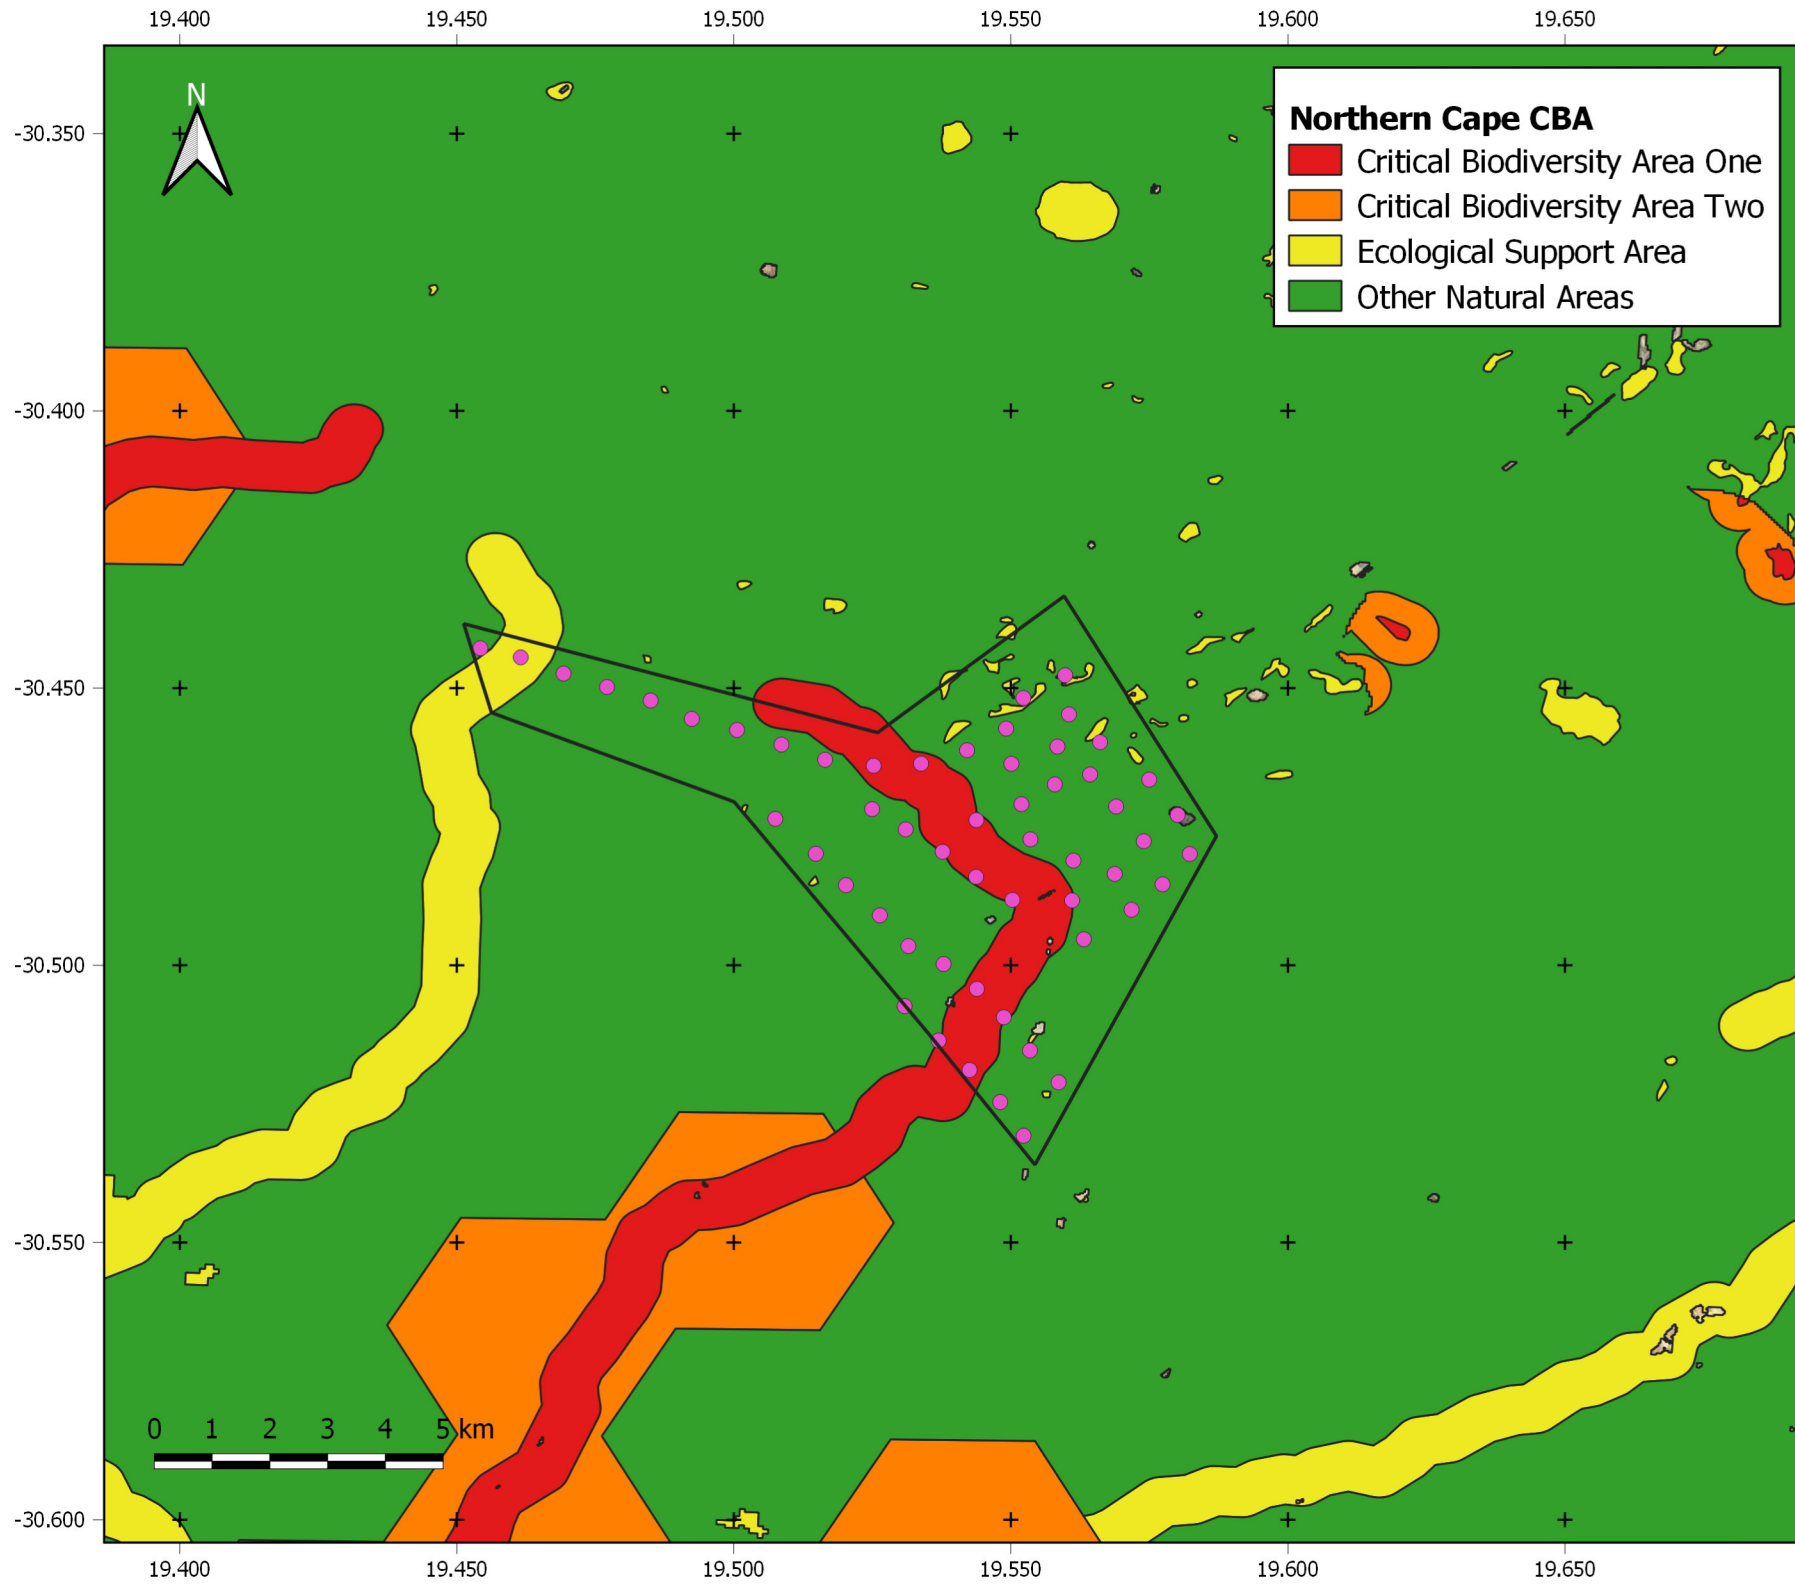 19.400 19.450 19.500 19.550 19.600 19.650
N
Northern Cape CBA
Critical Biodiversity Area One
Critical Biodiversity Area Two
Ecological Support Area
Other Natural Areas
-30.350
-30.400
-30.450
-30.500
-30.550
-30.600
0 1 2 3 4 5 km
19.400 19.450 19.500 19.550 19.600 19.650